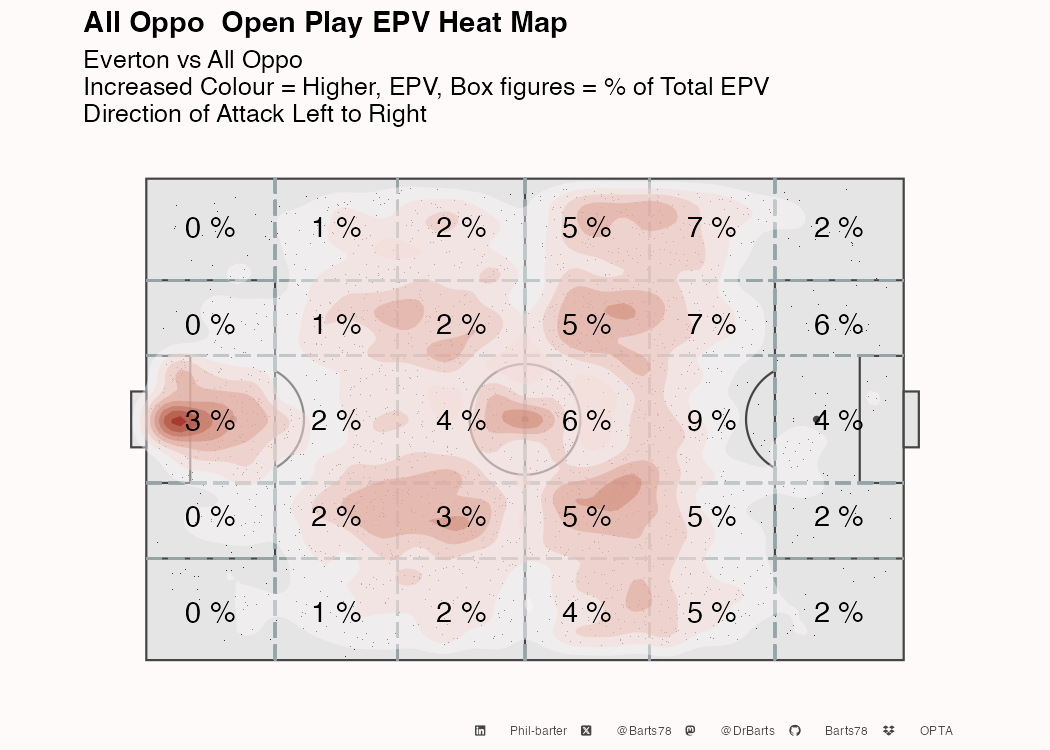 All Oppo  Open Play EPV Heat Map
Everton vs All Oppo
Increased Colour = Higher, EPV, Box figures = % of Total EPV
Direction of Attack Left to Right
0 % 1 % 2 % 5 % 7 % 2 %
0 % 1 % 2 % 5 % 7 % 6 %
3 % 2 % 4 % 6 % 9 % 4 %
0 % 2 % 3 % 5 % 5 % 2 %
0 % 1 % 2 % 4 % 5 % 2 %
Phil-barter @Barts78 @DrBarts Barts78 OPTA